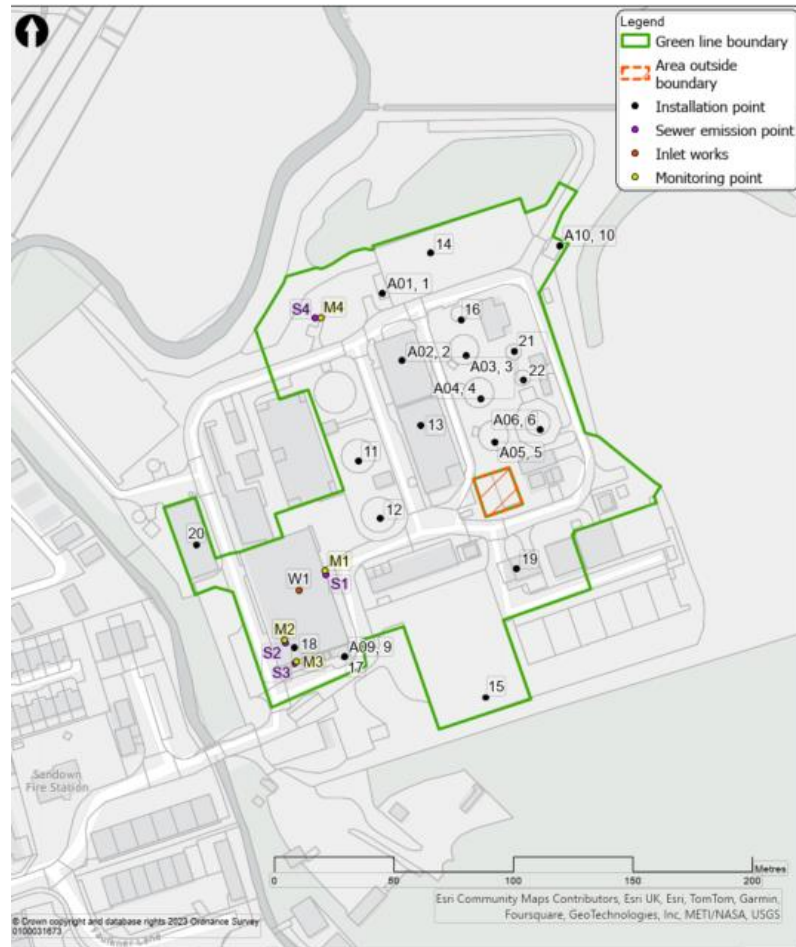 Legend
Green line boundary
Area outside
boundary
Installation point
Sewer emission point
Inlet works
Monitoring point
A10, 10
14
A01, 1
S4
M4
16
21
A02, 2
A03, 3
22
A04, 4
13
A06, 6
A05, 5
11
12
20
M1
S1
W1
19
M2
S2
18
A09, 9
M3
S3
17
15
Sandown
Fire Station
0
50
100
150
200
Metres
Esri Community Maps Contributors, Esri UK, Esri, TomTom, Garmin,
Foursquare, GeoTechnologies, Inc, METI/NASA, USGS
© Crown copyright and database rights 2023 Ordnance Survey
0100031673
Faulkner Lane